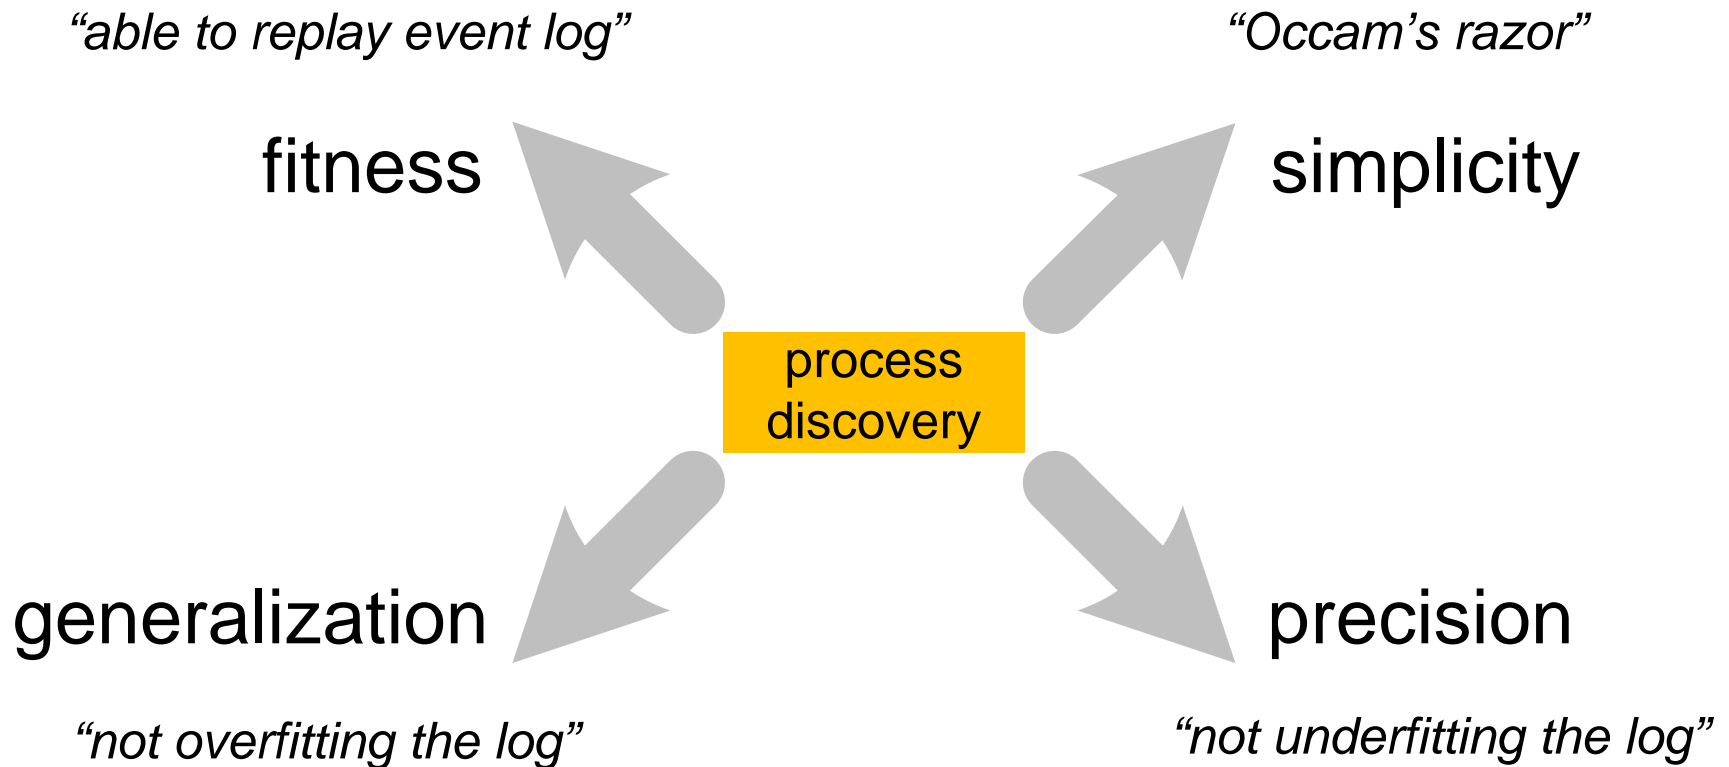 “able to replay event log”
“Occam’s razor”
fitness
simplicity
process
discovery
generalization
precision
“not overfitting the log”
“not underfitting the log”